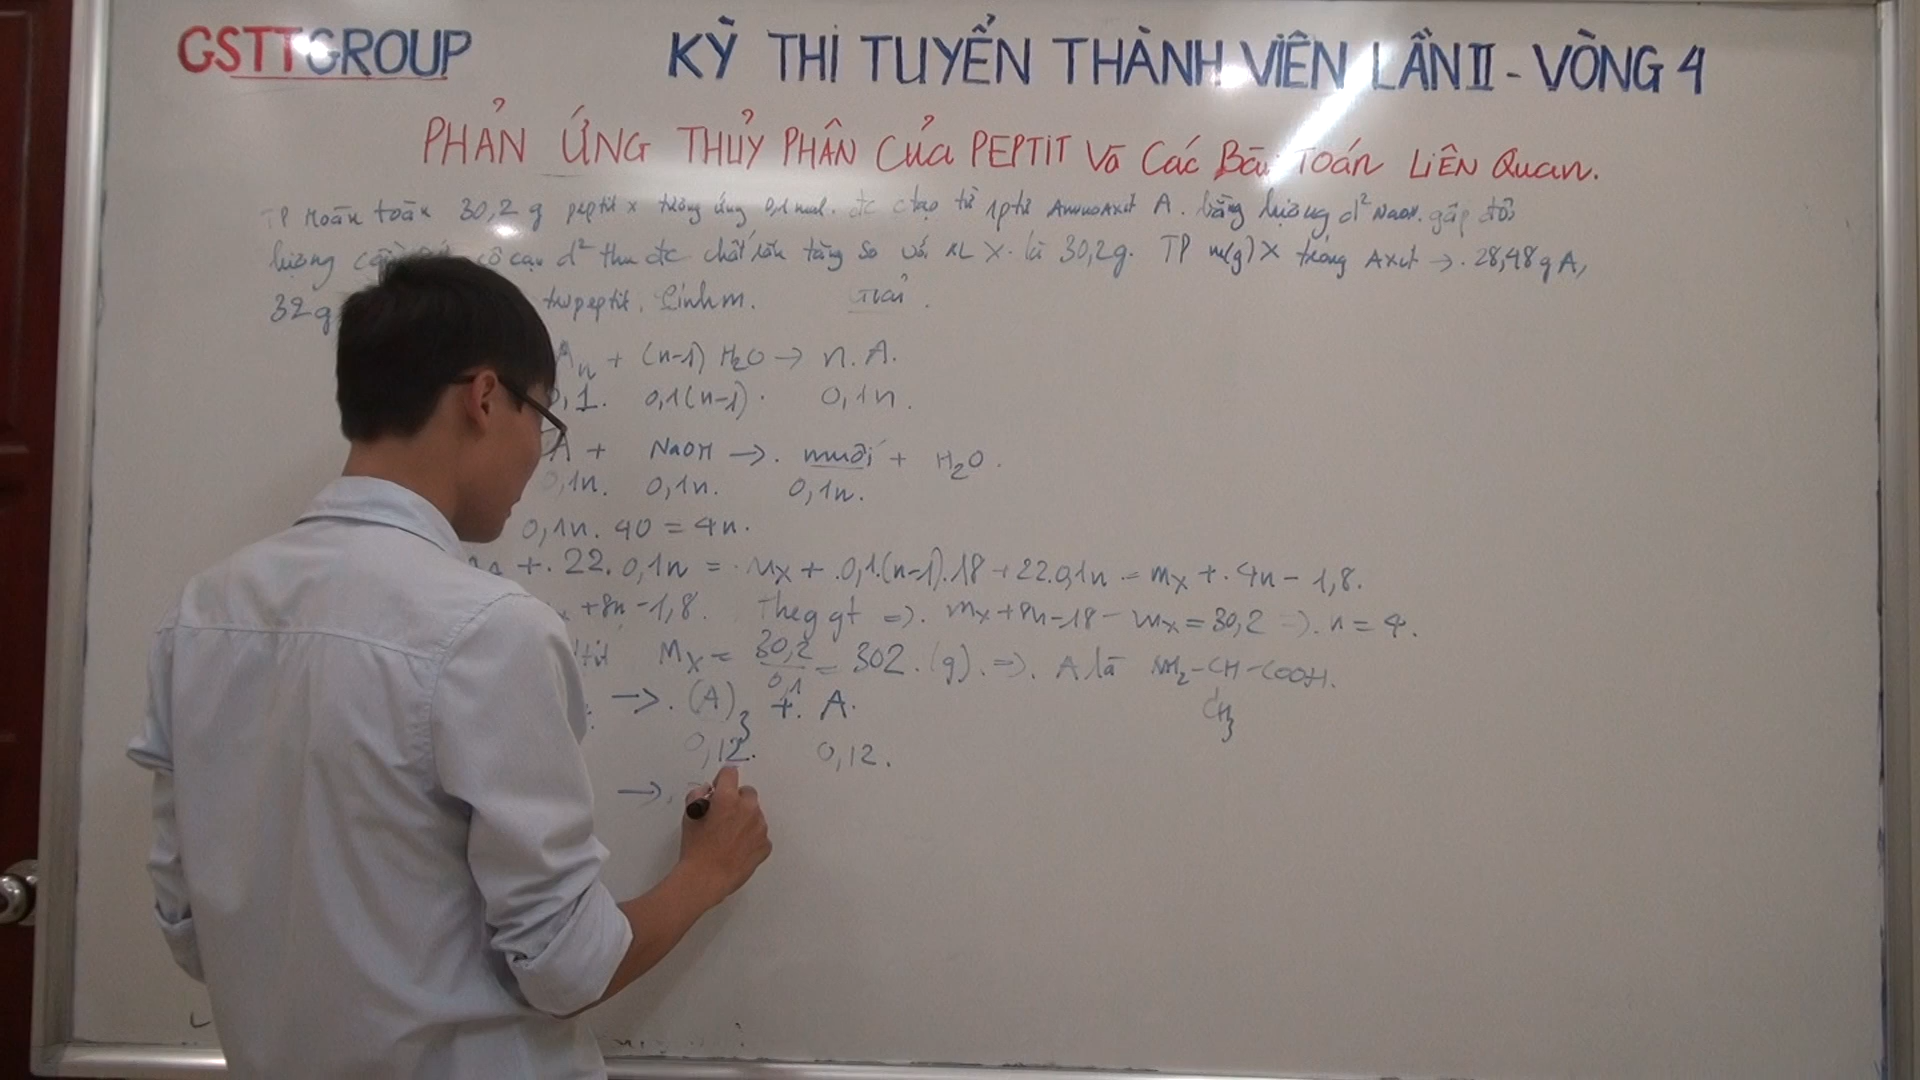 GSTTGROUP KỲ THI TUYỂN THÀNH VIÊN LẦN II - VÒNG 4
PHẢN ỨNG THỦY PHÂN CỦA PEPTIT Và Các Bài Toán LIÊN Quan.
TP Hoàn toàn 30,2 g peptit x tương ứng 0,1 mol. đc ctạo từ 1 ptử AminoAxit A. bằng lượng d² NaOH. gấp đôi
lượng cô cạn d² thu đc chất rắn tăng so với KL X. là 30,2g. TP m(g) X trong Axit → 28,48g A,
32 g peptit. Tính m. Giải.
An + (n-1) H2O → n. A.
0,1. 0,1(n-1). 0,1n.
A + NaOH →. muối + H2O.
0,1n. 0,1n. 0,1n.
0,1n. 40 = 4n.
+. 22. 0,1n = mX + 0,1.(n-1).18 + 22.0,1n = mX + 4n - 1,8.
+8n -1,8. Theo gt =>. mX + 8n - 18 - mX = 30,2 =>. n = 4.
MX = 30,2/0,1 = 302. (g). =>. A là NH2-CH-COOH.
CH3
→. (A)3 +. A.
0,12. 0,12.
→.